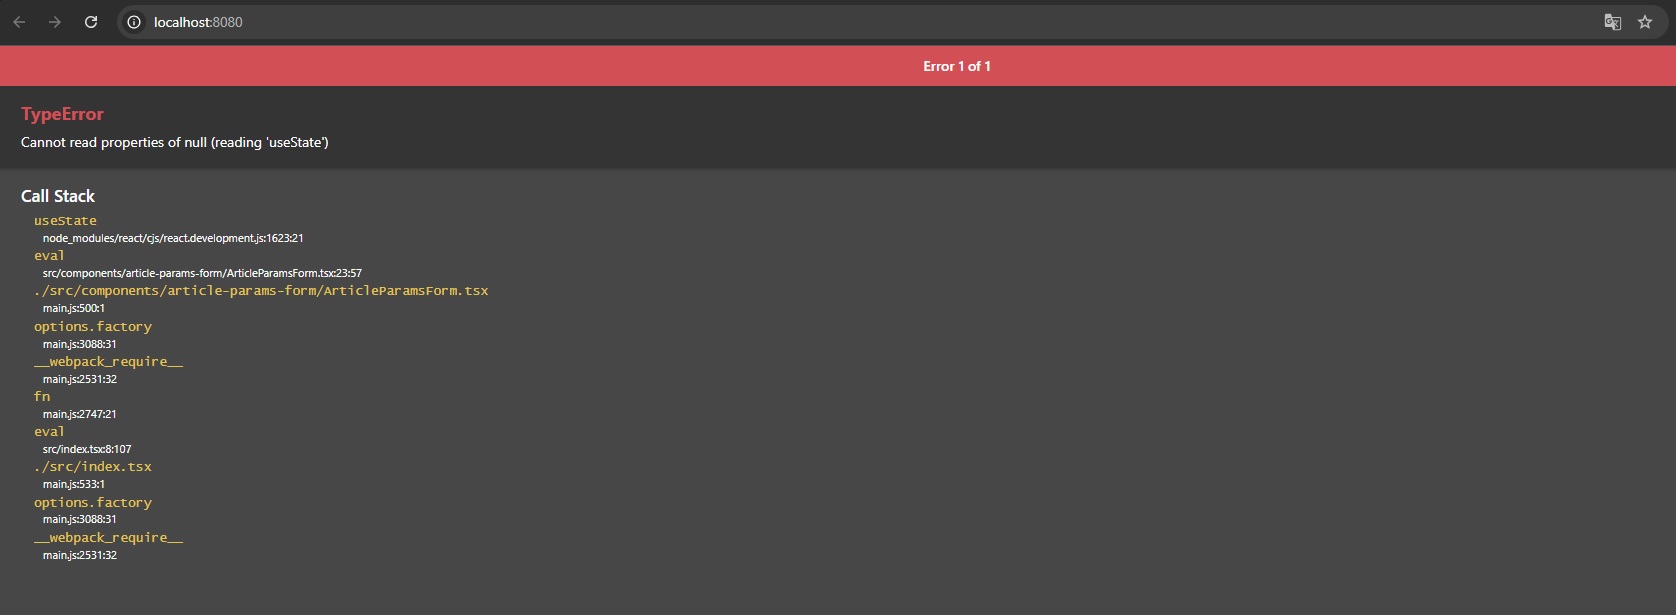 localhost:8080
Error 1 of 1
TypeError
Cannot read properties of null (reading 'useState')
Call Stack
useState
node_modules/react/cjs/react.development.js:1623:21
eval
src/components/article-params-form/ArticleParamsForm.tsx:23:57
./src/components/article-params-form/ArticleParamsForm.tsx
main.js:500:1
options.factory
main.js:3088:31
__webpack_require__
main.js:2531:32
fn
main.js:2747:21
eval
src/index.tsx:8:107
./src/index.tsx
main.js:533:1
options.factory
main.js:3088:31
__webpack_require__
main.js:2531:32